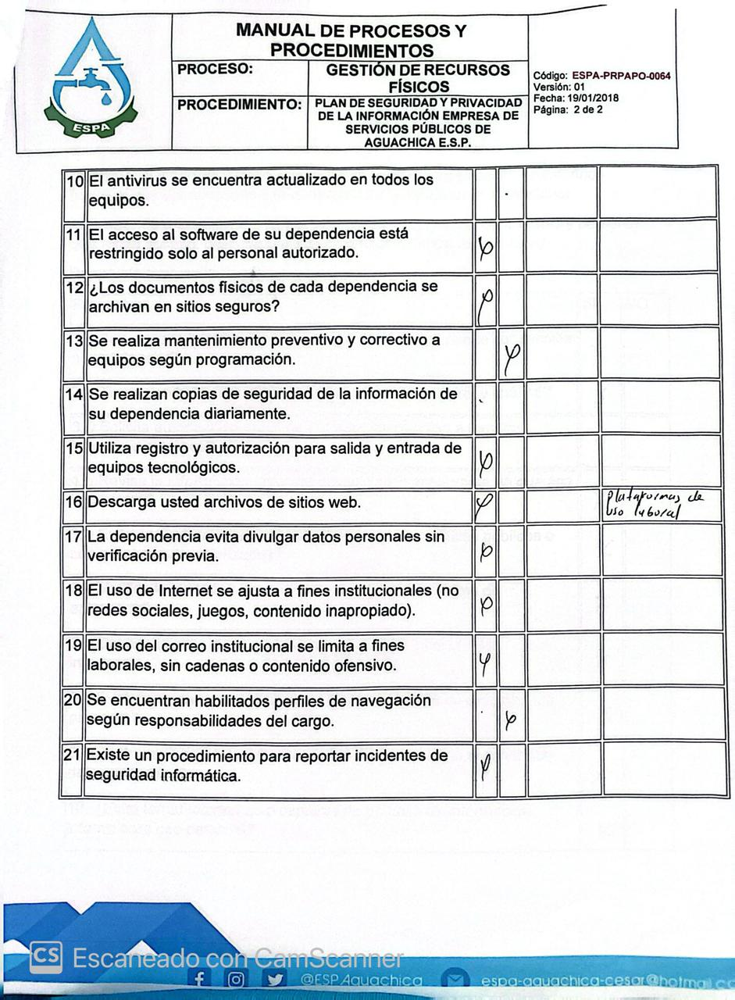 MANUAL DE PROCESOS Y
PROCEDIMIENTOS
PROCESO:
GESTIÓN DE RECURSOS
FÍSICOS
PROCEDIMIENTO:
PLAN DE SEGURIDAD Y PRIVACIDAD
DE LA INFORMACIÓN EMPRESA DE
SERVICIOS PÚBLICOS DE
AGUACHICA E.S.P.
Código: ESPA-PRPAPO-0064
Versión: 01
Fecha: 19/01/2018
Página: 2 de 2
ESPA
10 El antivirus se encuentra actualizado en todos los
equipos.
11 El acceso al software de su dependencia está
restringido solo al personal autorizado.
12 ¿Los documentos físicos de cada dependencia se
archivan en sitios seguros?
13 Se realiza mantenimiento preventivo y correctivo a
equipos según programación.
14 Se realizan copias de seguridad de la información de
su dependencia diariamente.
15 Utiliza registro y autorización para salida y entrada de
equipos tecnológicos.
16 Descarga usted archivos de sitios web.
plataformas de
uso laboral
17 La dependencia evita divulgar datos personales sin
verificación previa.
18 El uso de Internet se ajusta a fines institucionales (no
redes sociales, juegos, contenido inapropiado).
19 El uso del correo institucional se limita a fines
laborales, sin cadenas o contenido ofensivo.
20 Se encuentran habilitados perfiles de navegación
según responsabilidades del cargo.
21 Existe un procedimiento para reportar incidentes de
seguridad informática.
CS Escaneado con CamScanner
@ESPAguachica espa-aguachica-cesar@hotmail.co